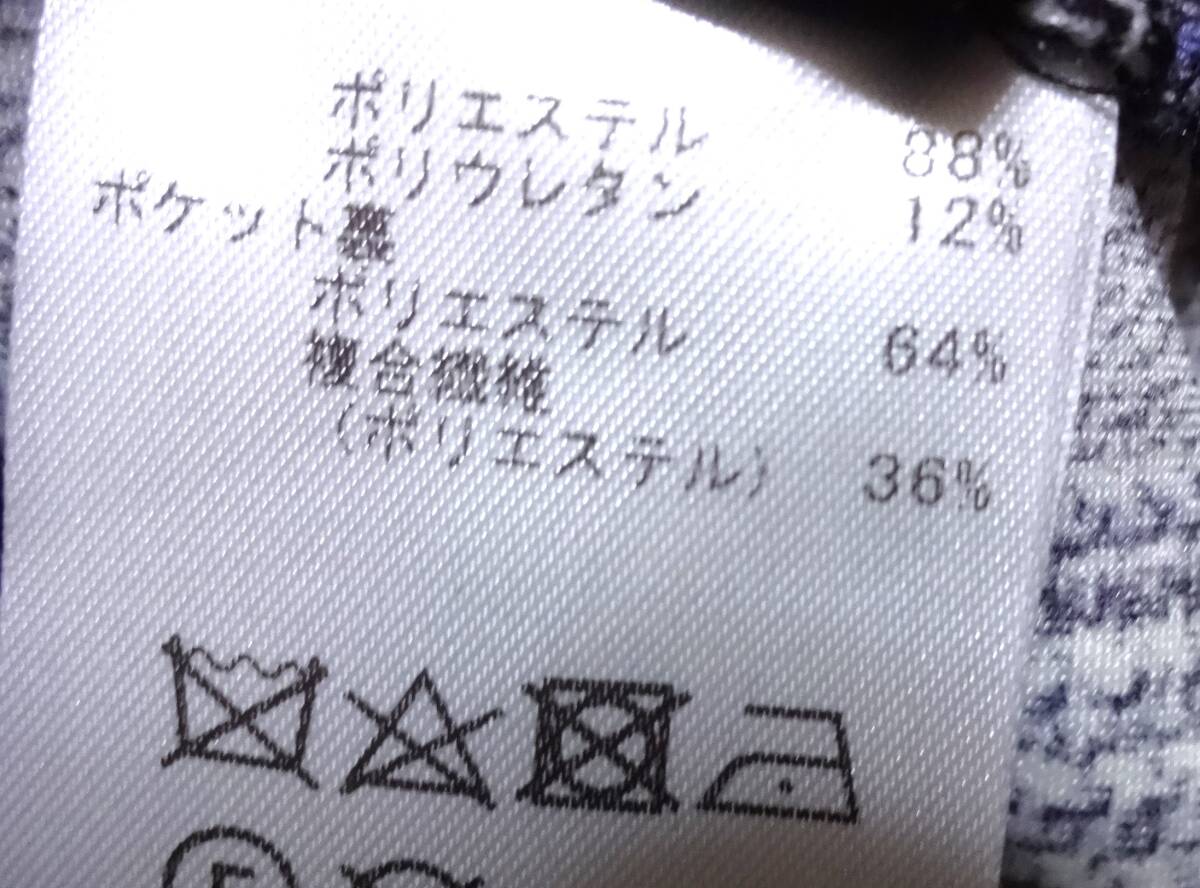 ポリエステル 88%
ポリウレタン 12%
ポケット裏
ポリエステル 64%
複合繊維
(ポリエステル) 36%